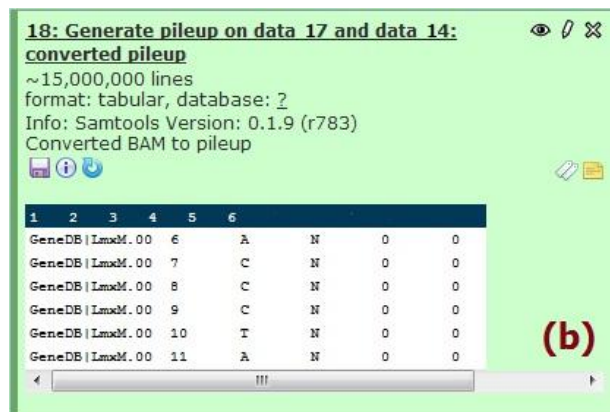 18: Generate pileup on data 17 and data 14:
converted pileup
~15,000,000 lines
format: tabular, database: ?
Info: Samtools Version: 0.1.9 (r783)
Converted BAM to pileup
1 2 3 4 5 6
GeneDB|LmxM.00 6 A N 0 0
GeneDB|LmxM.00 7 C N 0 0
GeneDB|LmxM.00 8 C N 0 0
GeneDB|LmxM.00 9 C N 0 0
GeneDB|LmxM.00 10 T N 0 0
GeneDB|LmxM.00 11 A N 0 0
(b)